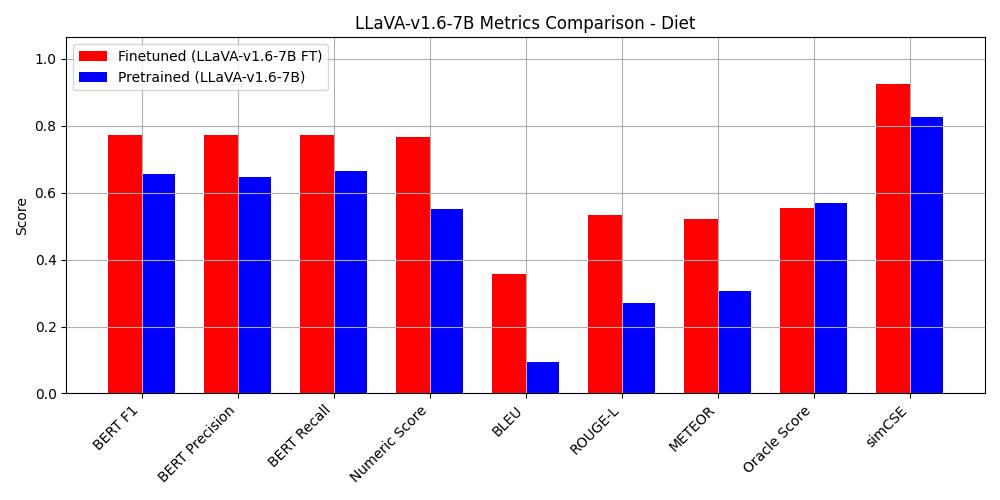 LLaVA-v1.6-7B Metrics Comparison - Diet
Finetuned (LLaVA-v1.6-7B FT)
Pretrained (LLaVA-v1.6-7B)
Score
1.0
0.8
0.6
0.4
0.2
0.0
BERT F1
BERT Precision
BERT Recall
Numeric Score
BLEU
ROUGE-L
METEOR
Oracle Score
simCSE